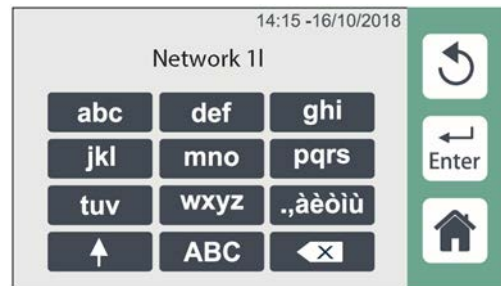 14:15 -16/10/2018
Network 1l
abc def ghi
jkl mno pqrs
Enter
tuv wxyz .,àèòìù
ABC